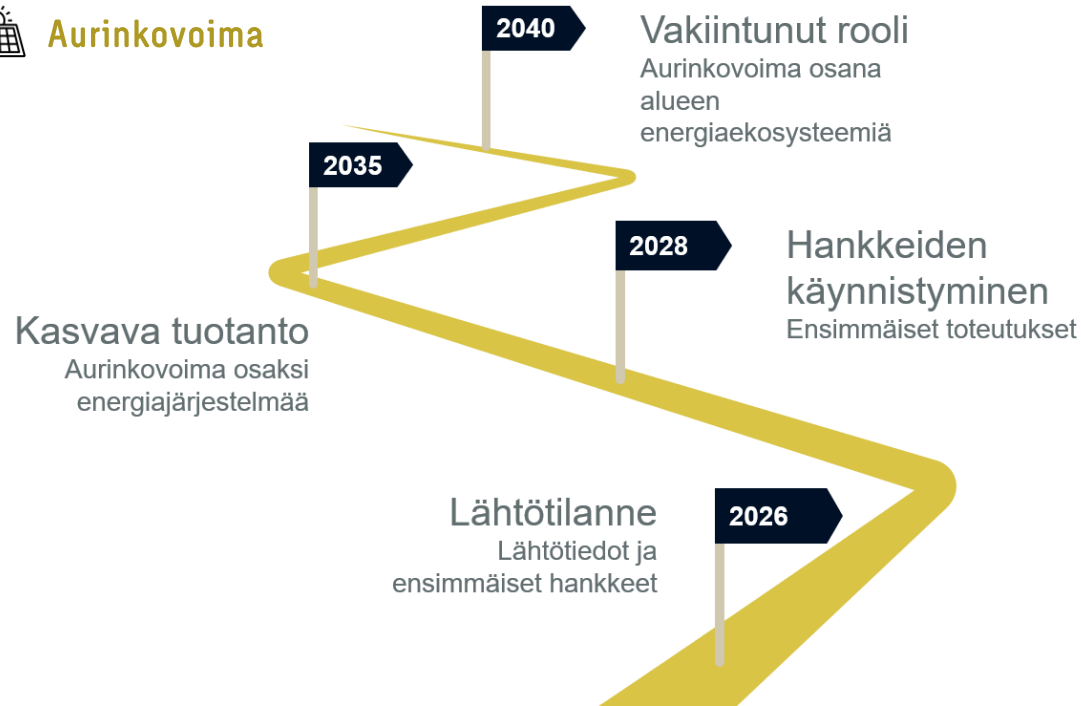 Aurinkovoima
2040
Vakiintunut rooli
Aurinkovoima osana
alueen
energiaekosysteemiä
2035
Kasvava tuotanto
Aurinkovoima osaksi
energiajärjestelmää
2028
Hankkeiden
käynnistyminen
Ensimmäiset toteutukset
2026
Lähtötilanne
Lähtötiedot ja
ensimmäiset hankkeet